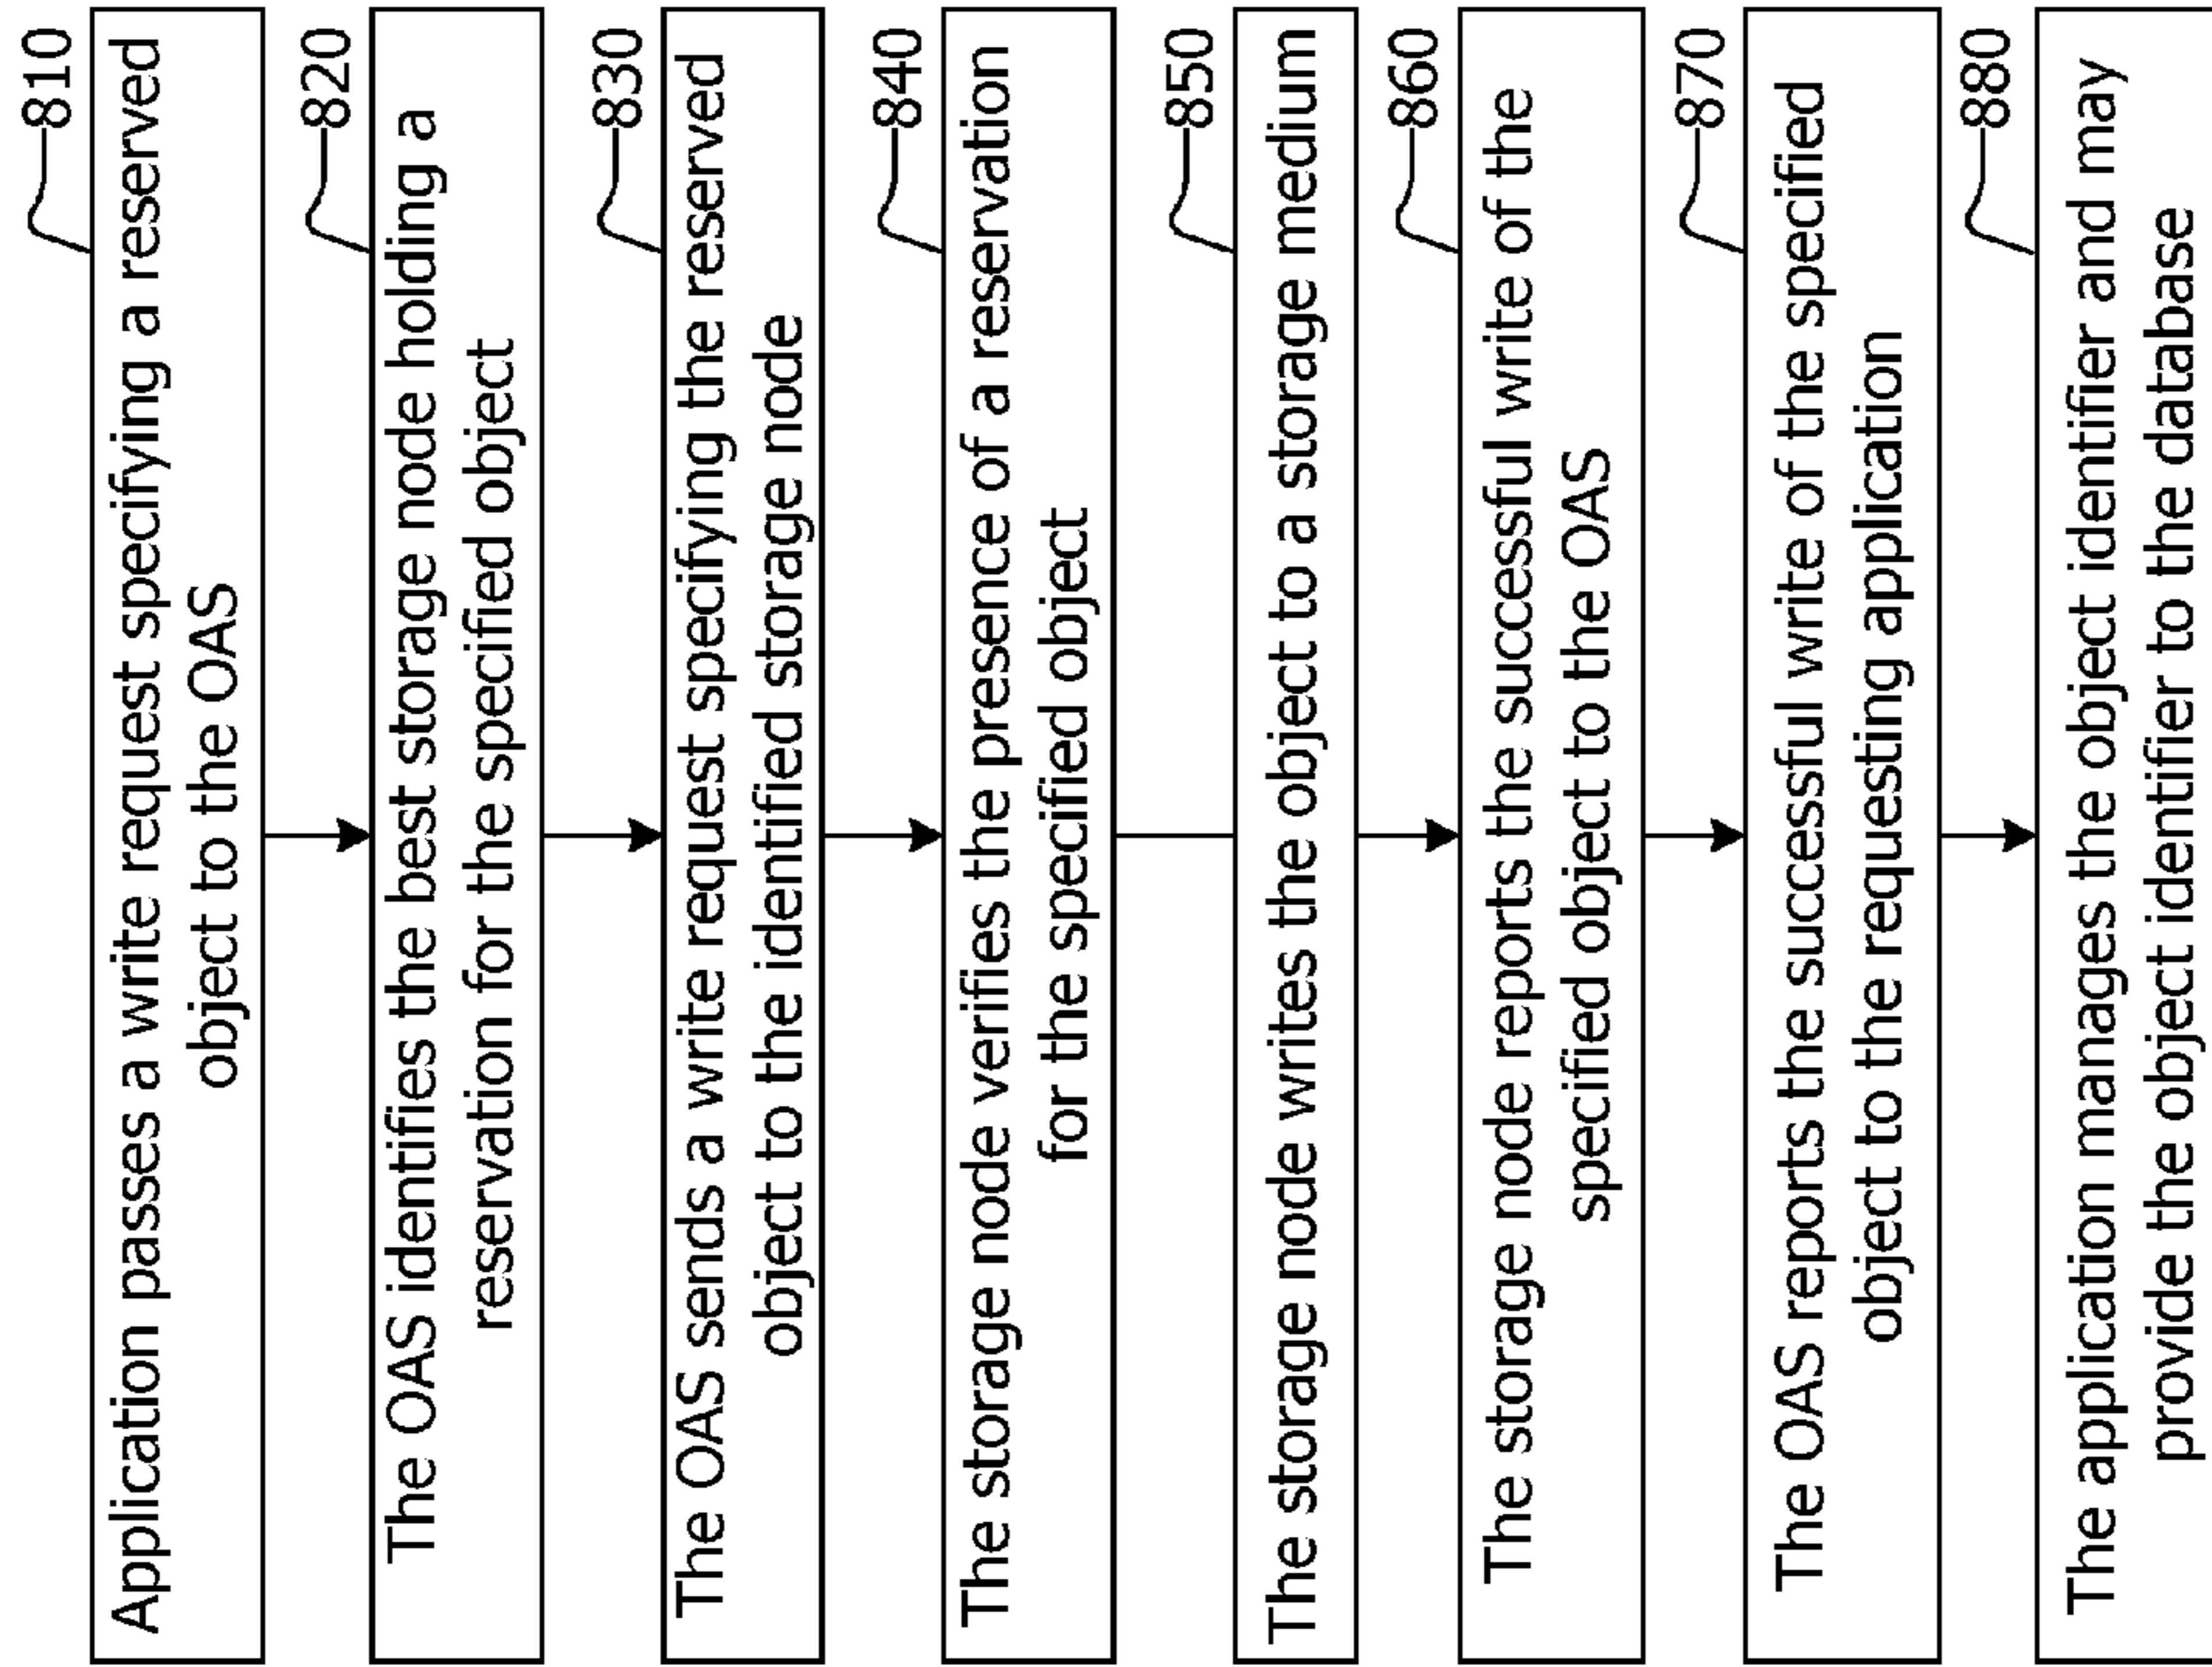 810
Application passes a write request specifying a reserved
object to the OAS
820
The OAS identifies the best storage node holding a
reservation for the specified object
830
The OAS sends a write request specifying the reserved
object to the identified storage node
840
The storage node verifies the presence of a reservation
for the specified object
850
The storage node writes the object to a storage medium
860
The storage node reports the successful write of the
specified object to the OAS
870
The OAS reports the successful write of the specified
object to the requesting application
880
The application manages the object identifier and may
provide the object identifier to the database